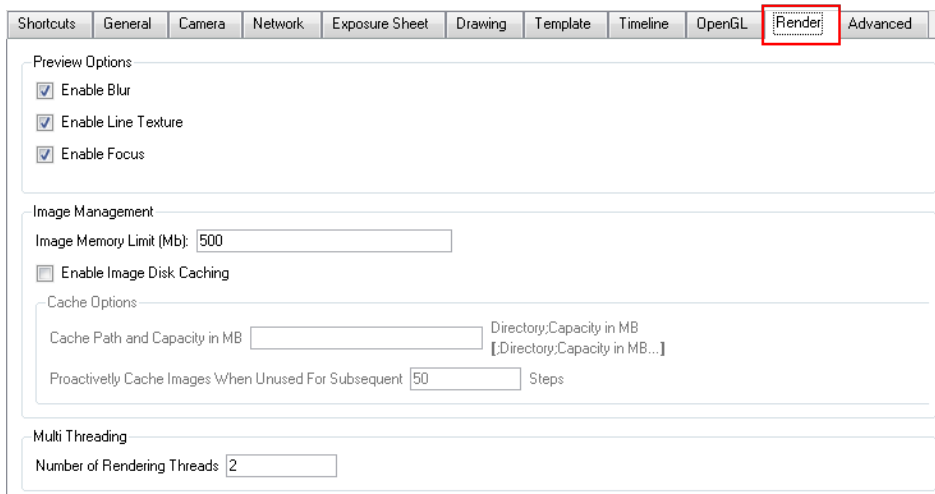 Shortcuts General Camera Network Exposure Sheet Drawing Template Timeline OpenGL Render Advanced
Preview Options
Enable Blur
Enable Line Texture
Enable Focus
Image Management
Image Memory Limit (Mb): 500
Enable Image Disk Caching
Cache Options
Cache Path and Capacity in MB
Directory;Capacity in MB
[;Directory;Capacity in MB...]
Proactivetly Cache Images When Unused For Subsequent 50 Steps
Multi Threading
Number of Rendering Threads 2